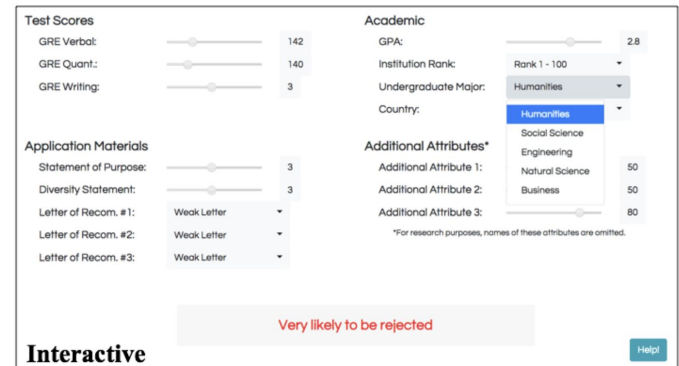 Test Scores
GRE Verbal: 142
GRE Quant.: 140
GRE Writing: 3
Academic
GPA: 2.8
Institution Rank: Rank 1 - 100
Undergraduate Major: Humanities
Country:
Humanities
Social Science
Engineering
Natural Science
Business
Application Materials
Statement of Purpose: 3
Diversity Statement: 3
Letter of Recom. #1: Weak Letter
Letter of Recom. #2: Weak Letter
Letter of Recom. #3: Weak Letter
Additional Attributes*
Additional Attribute 1: 50
Additional Attribute 2: 50
Additional Attribute 3: 80
*For research purposes, names of these attributes are omitted.
Very likely to be rejected
Interactive
Help!